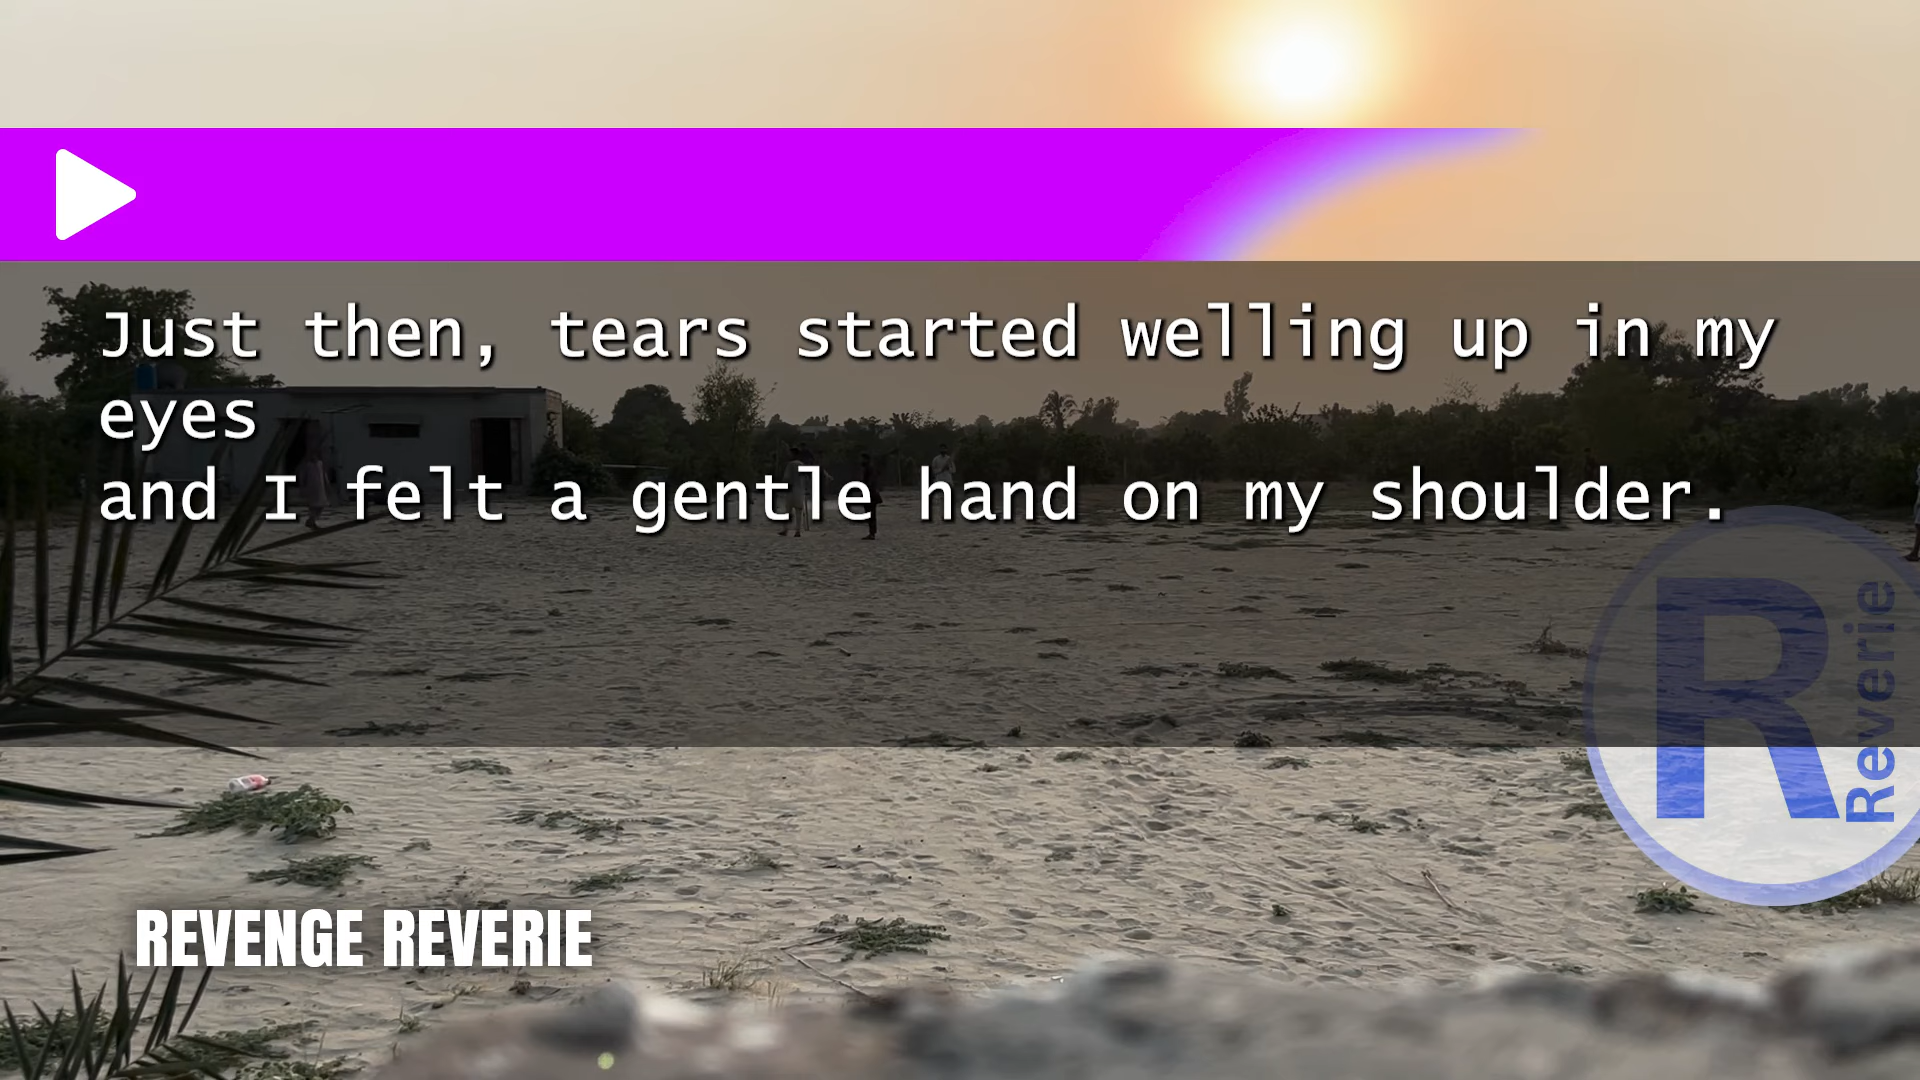 Just then, tears started welling up in my
eyes
and I felt a gentle hand on my shoulder.
R
Reverie
REVENGE REVERIE